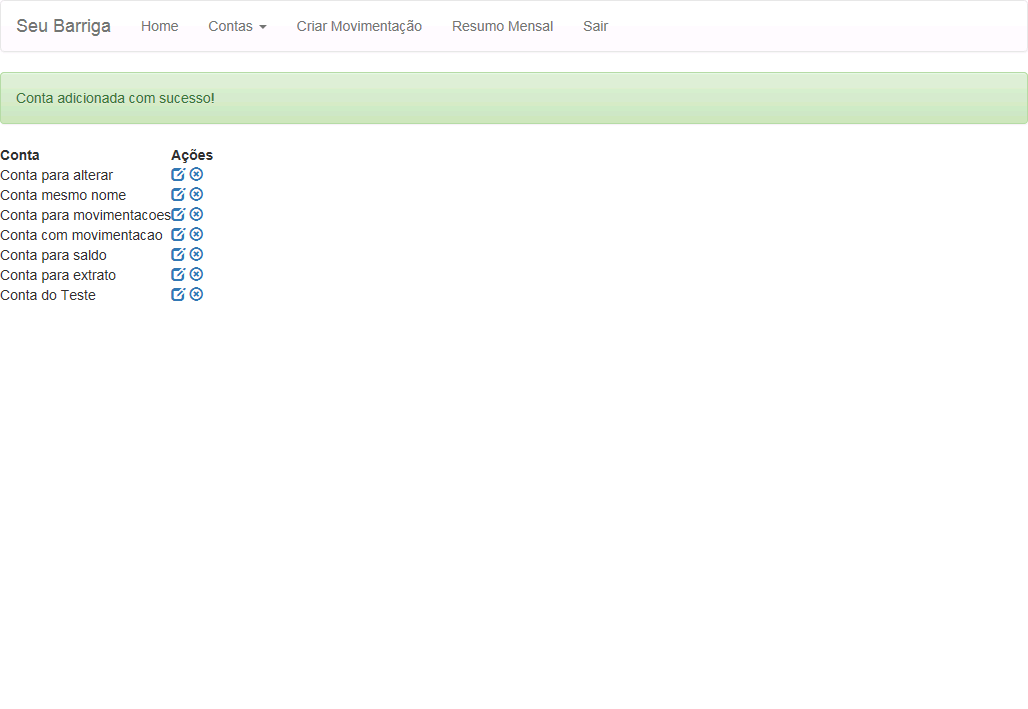 Seu Barriga Home Contas Criar Movimentação Resumo Mensal Sair
Conta adicionada com sucesso!
Conta Ações
Conta para alterar
Conta mesmo nome
Conta para movimentacoes
Conta com movimentacao
Conta para saldo
Conta para extrato
Conta do Teste